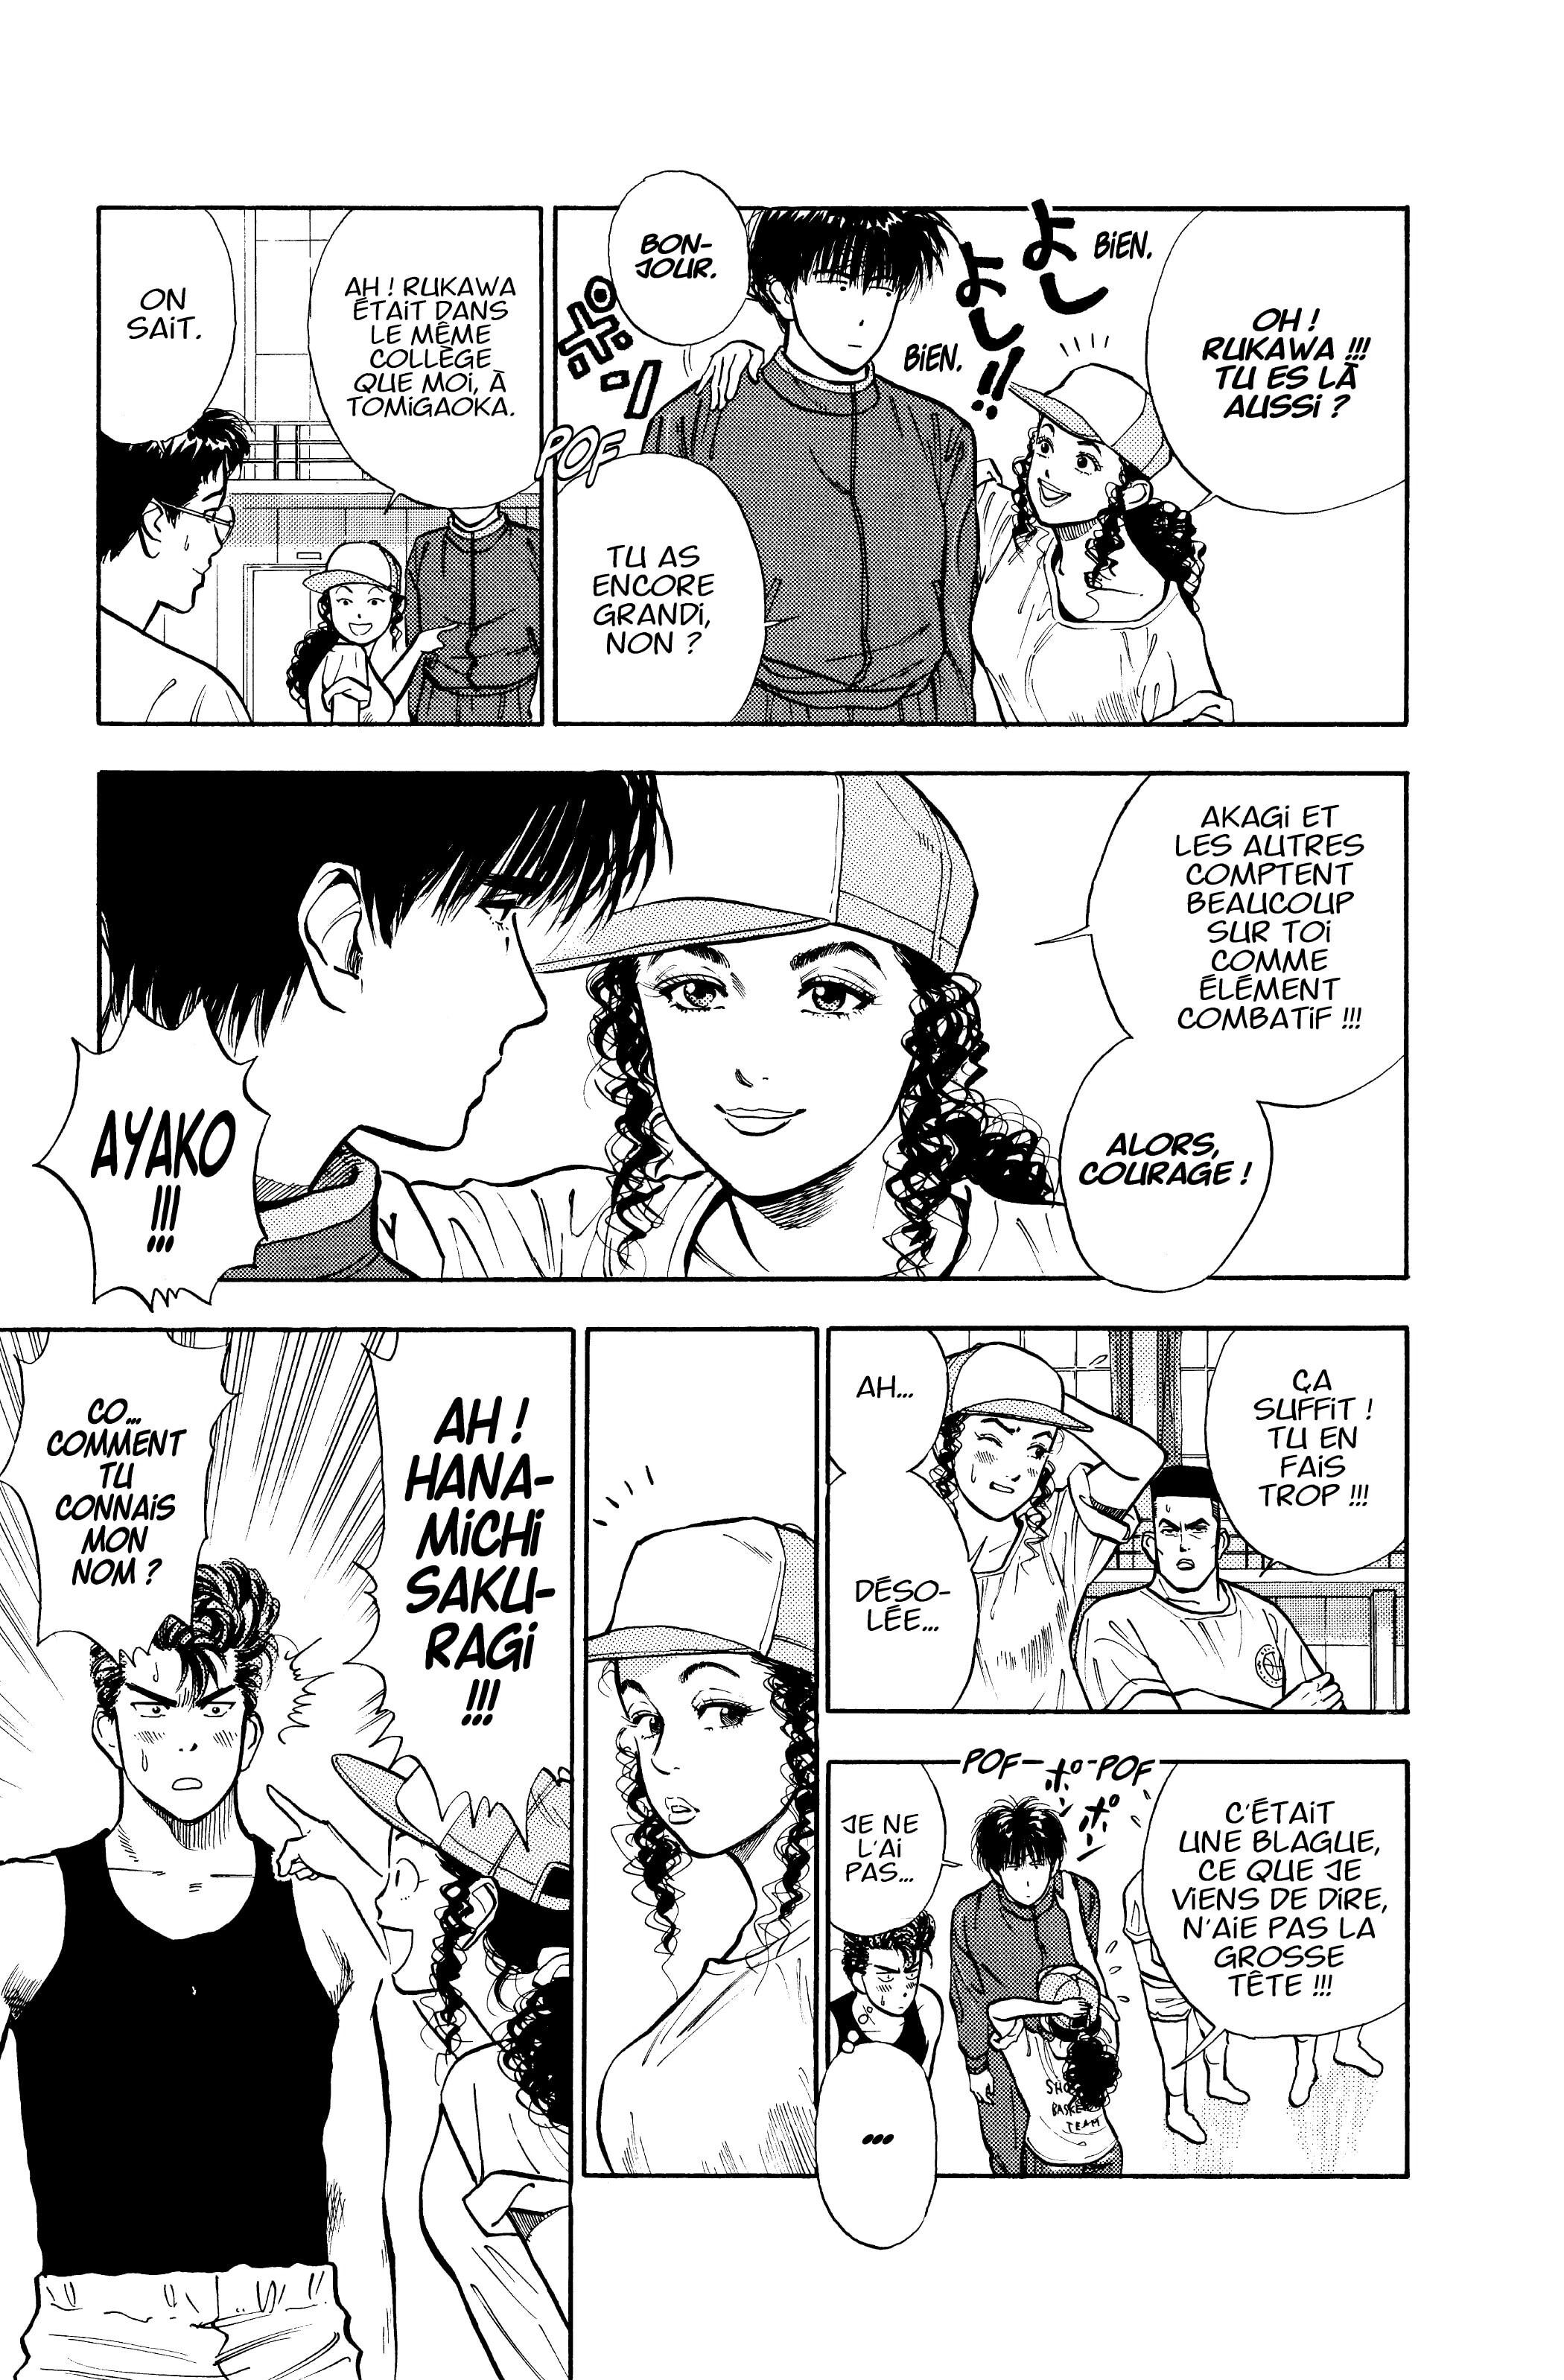 OH !
RUKAWA !!!
TU ES LÀ
AUSSI ?
BIEN.
よし
BIEN.
よし!!
BON-
JOUR.
POF
TU AS
ENCORE
GRANDI,
NON ?
AH ! RUKAWA
ÉTAIT DANS
LE MÊME
COLLÈGE
QUE MOI, À
TOMIGAOKA.
ON
SAIT.
AKAGI ET
LES AUTRES
COMPTENT
BEAUCOUP
SUR TOI
COMME
ÉLÉMENT
COMBATIF !!!
ALORS,
COURAGE !
AYAKO
!!!
ÇA
SUFFIT !
TU EN
FAIS
TROP !!!
AH...
DÉSO-
LÉE...
POF POF
ポ
ポ
C'ÉTAIT
UNE BLAGUE,
CE QUE JE
VIENS DE DIRE,
N'AIE PAS LA
GROSSE
TÊTE !!!
JE NE
L'AI
PAS...
SHO
BASKE
TEAM
...
AH !
HANA-
MICHI
SAKU-
RAGI
!!!
CO...
COMMENT
TU
CONNAIS
MON
NOM ?